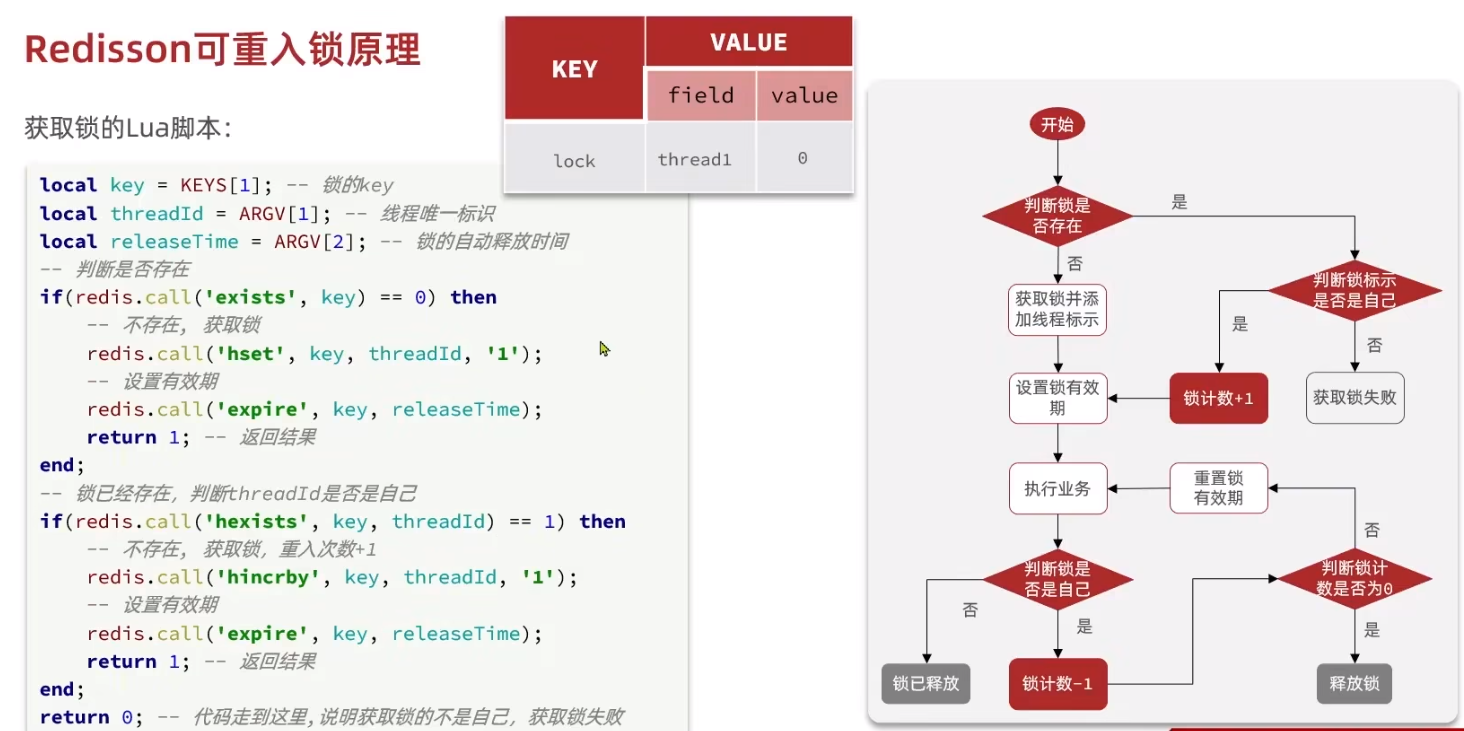 Redisson可重入锁原理
KEY
VALUE
field
value
lock
thread1
0
获取锁的Lua脚本：
local key = KEYS[1]; -- 锁的key
local threadId = ARGV[1]; -- 线程唯一标识
local releaseTime = ARGV[2]; -- 锁的自动释放时间
-- 判断是否存在
if(redis.call('exists', key) == 0) then
-- 不存在, 获取锁
redis.call('hset', key, threadId, '1');
-- 设置有效期
redis.call('expire', key, releaseTime);
return 1; -- 返回结果
end;
-- 锁已经存在，判断threadId是否是自己
if(redis.call('hexists', key, threadId) == 1) then
-- 不存在, 获取锁，重入次数+1
redis.call('hincrby', key, threadId, '1');
-- 设置有效期
redis.call('expire', key, releaseTime);
return 1; -- 返回结果
end;
return 0; -- 代码走到这里,说明获取锁的不是自己，获取锁失败
开始
判断锁是
否存在
是
否
获取锁并添
加线程标示
判断锁标示
是否是自己
是
否
设置锁有效
期
锁计数+1
获取锁失败
执行业务
重置锁
有效期
否
判断锁是
否是自己
判断锁计
数是否为0
否
是
是
锁已释放
锁计数-1
释放锁